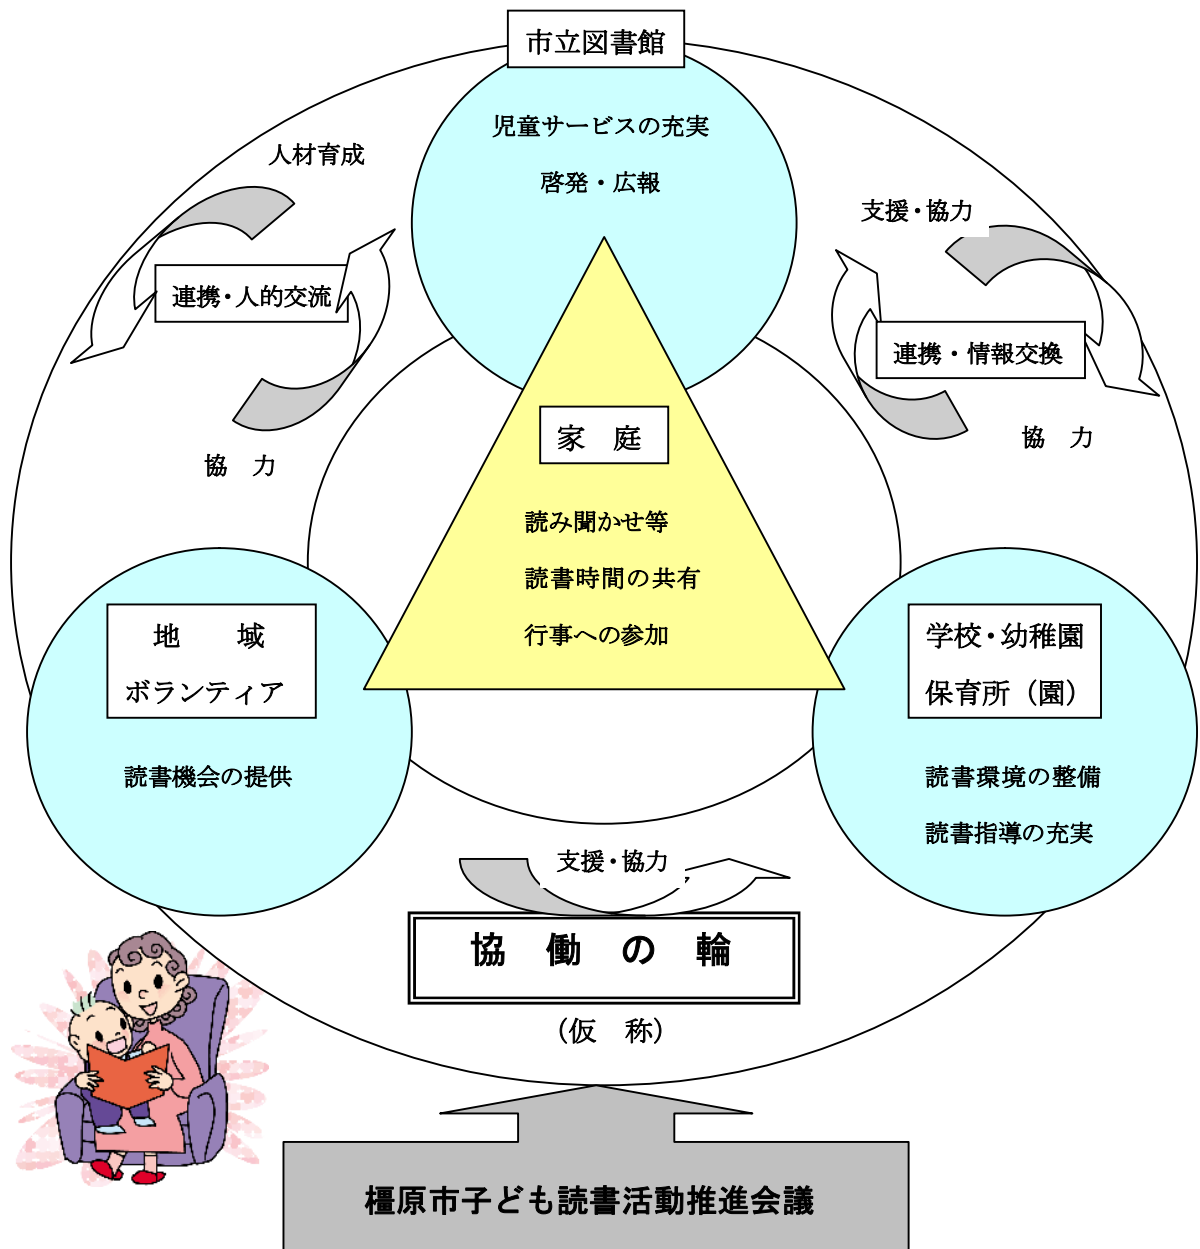 市立図書館
児童サービスの充実
啓発・広報
人材育成
連携・人的交流
協　力
支援・協力
連携・情報交換
協　力
家　庭
読み聞かせ等
読書時間の共有
行事への参加
地　　域
ボランティア
読書機会の提供
学校・幼稚園
保育所（園）
読書環境の整備
読書指導の充実
支援・協力
協　働　の　輪
（仮　称）
橿原市子ども読書活動推進会議